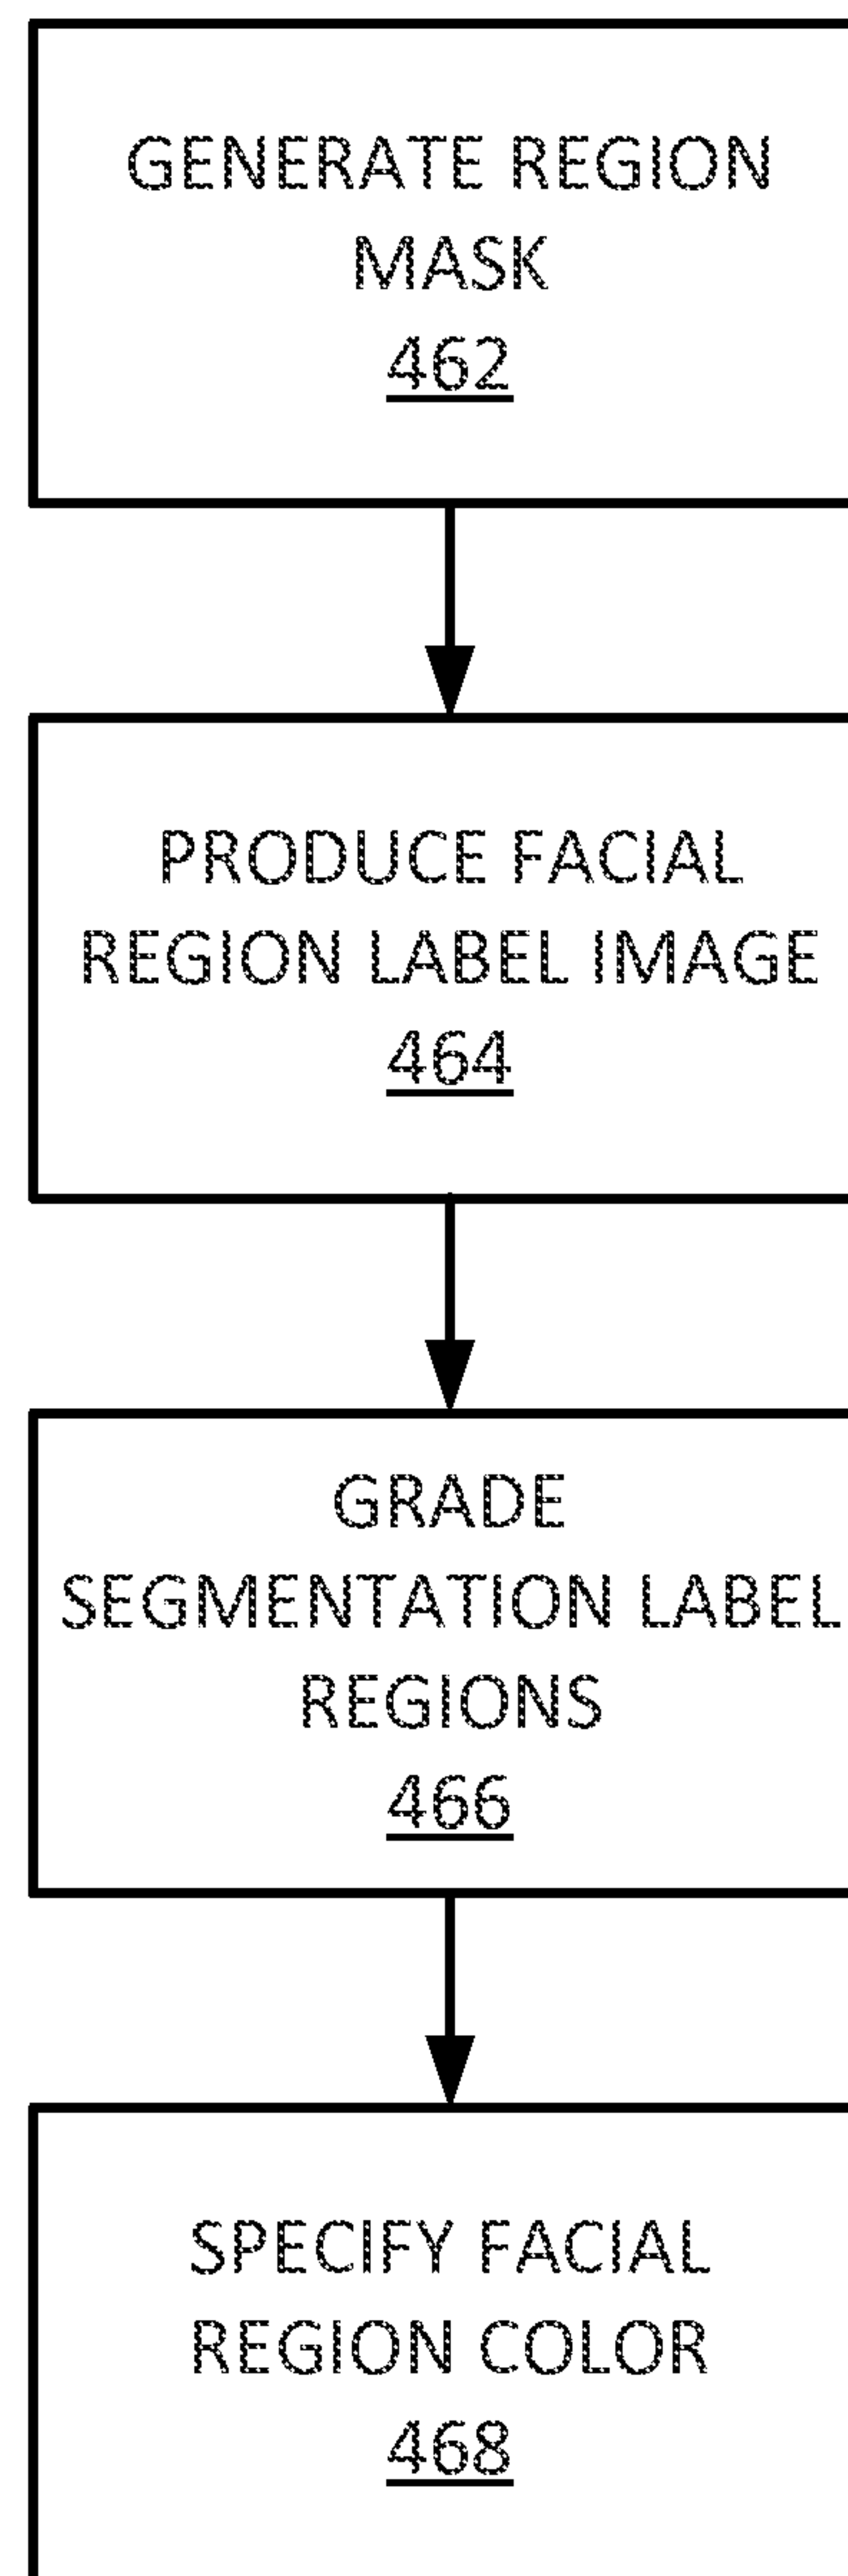 GENERATE REGION
MASK
462
PRODUCE FACIAL
REGION LABEL IMAGE
464
GRADE
SEGMENTATION LABEL
REGIONS
466
SPECIFY FACIAL
REGION COLOR
468